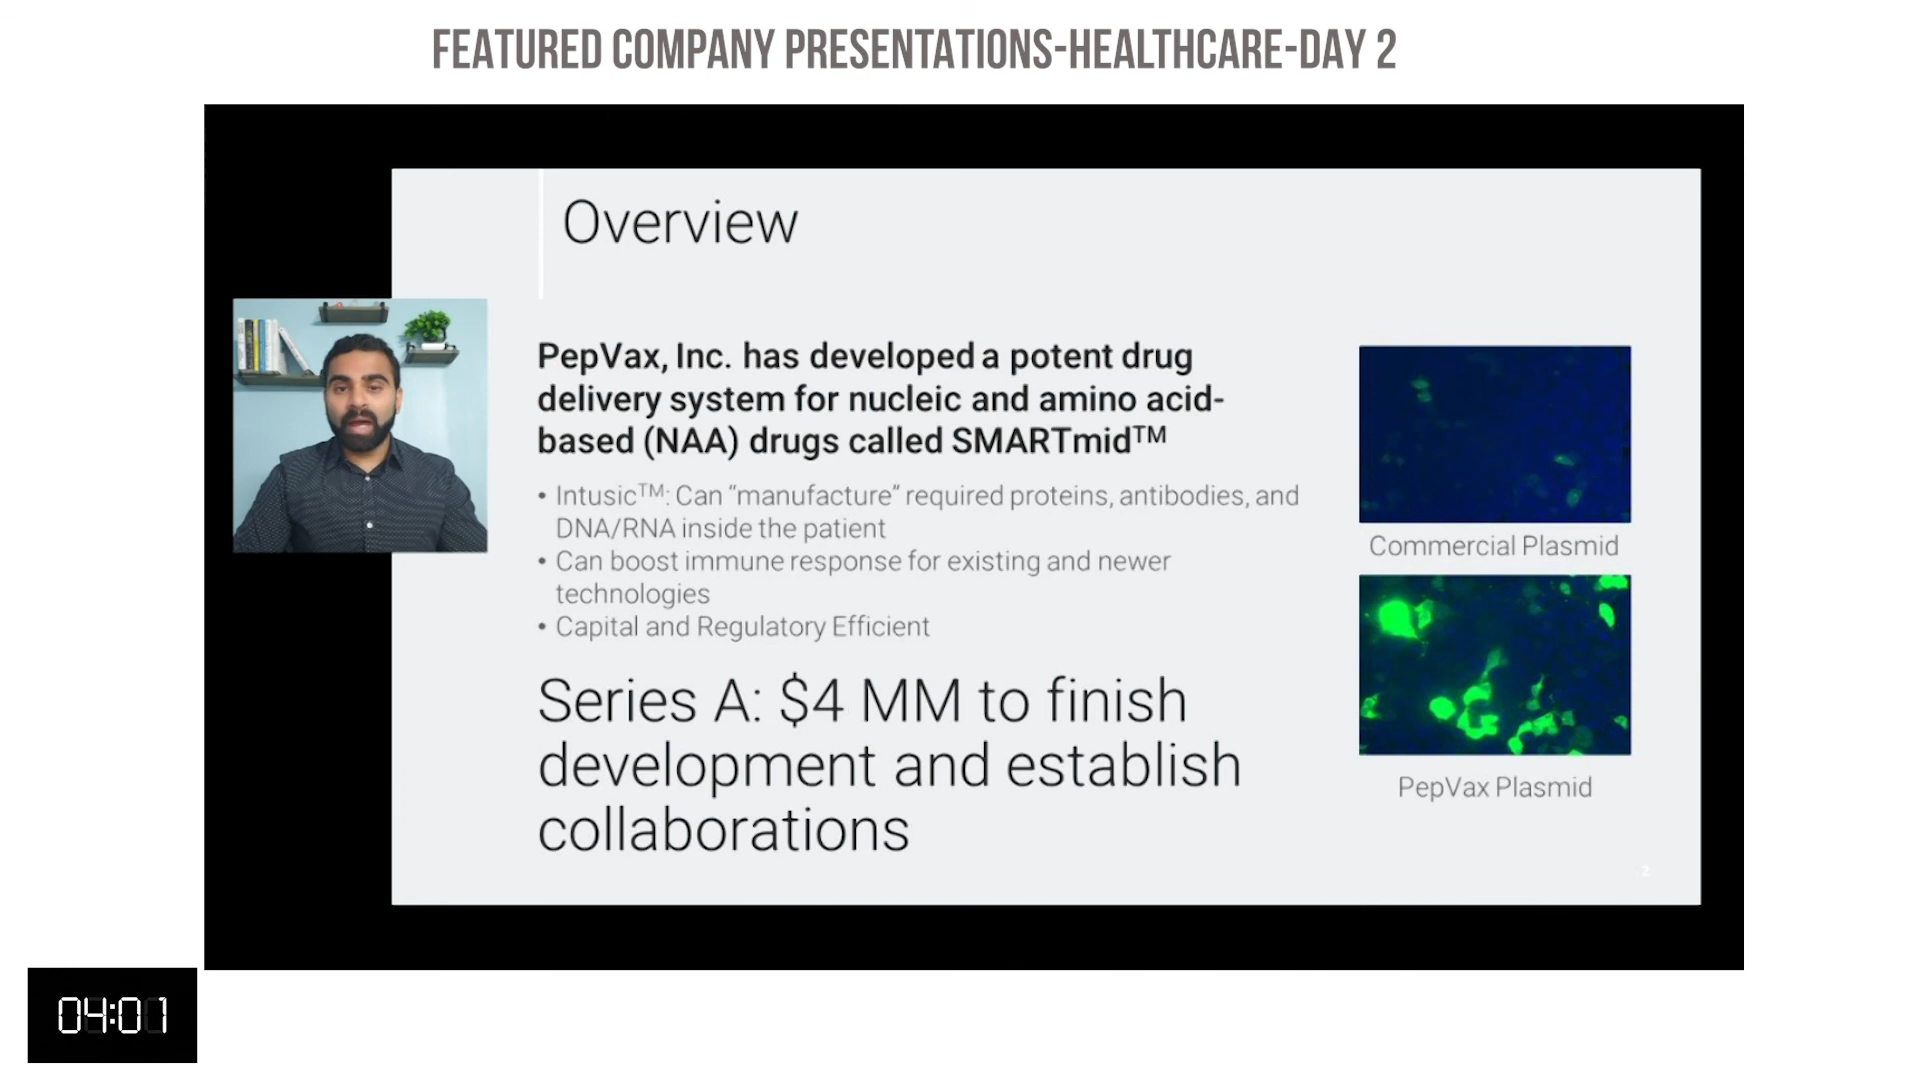 FEATURED COMPANY PRESENTATIONS-HEALTHCARE-DAY 2
Overview
PepVax, Inc. has developed a potent drug
delivery system for nucleic and amino acid-
based (NAA) drugs called SMARTmid™
• Intusic™: Can “manufacture” required proteins, antibodies, and
DNA/RNA inside the patient
• Can boost immune response for existing and newer
technologies
• Capital and Regulatory Efficient
Series A: $4 MM to finish
development and establish
collaborations
Commercial Plasmid
PepVax Plasmid
2
04:01